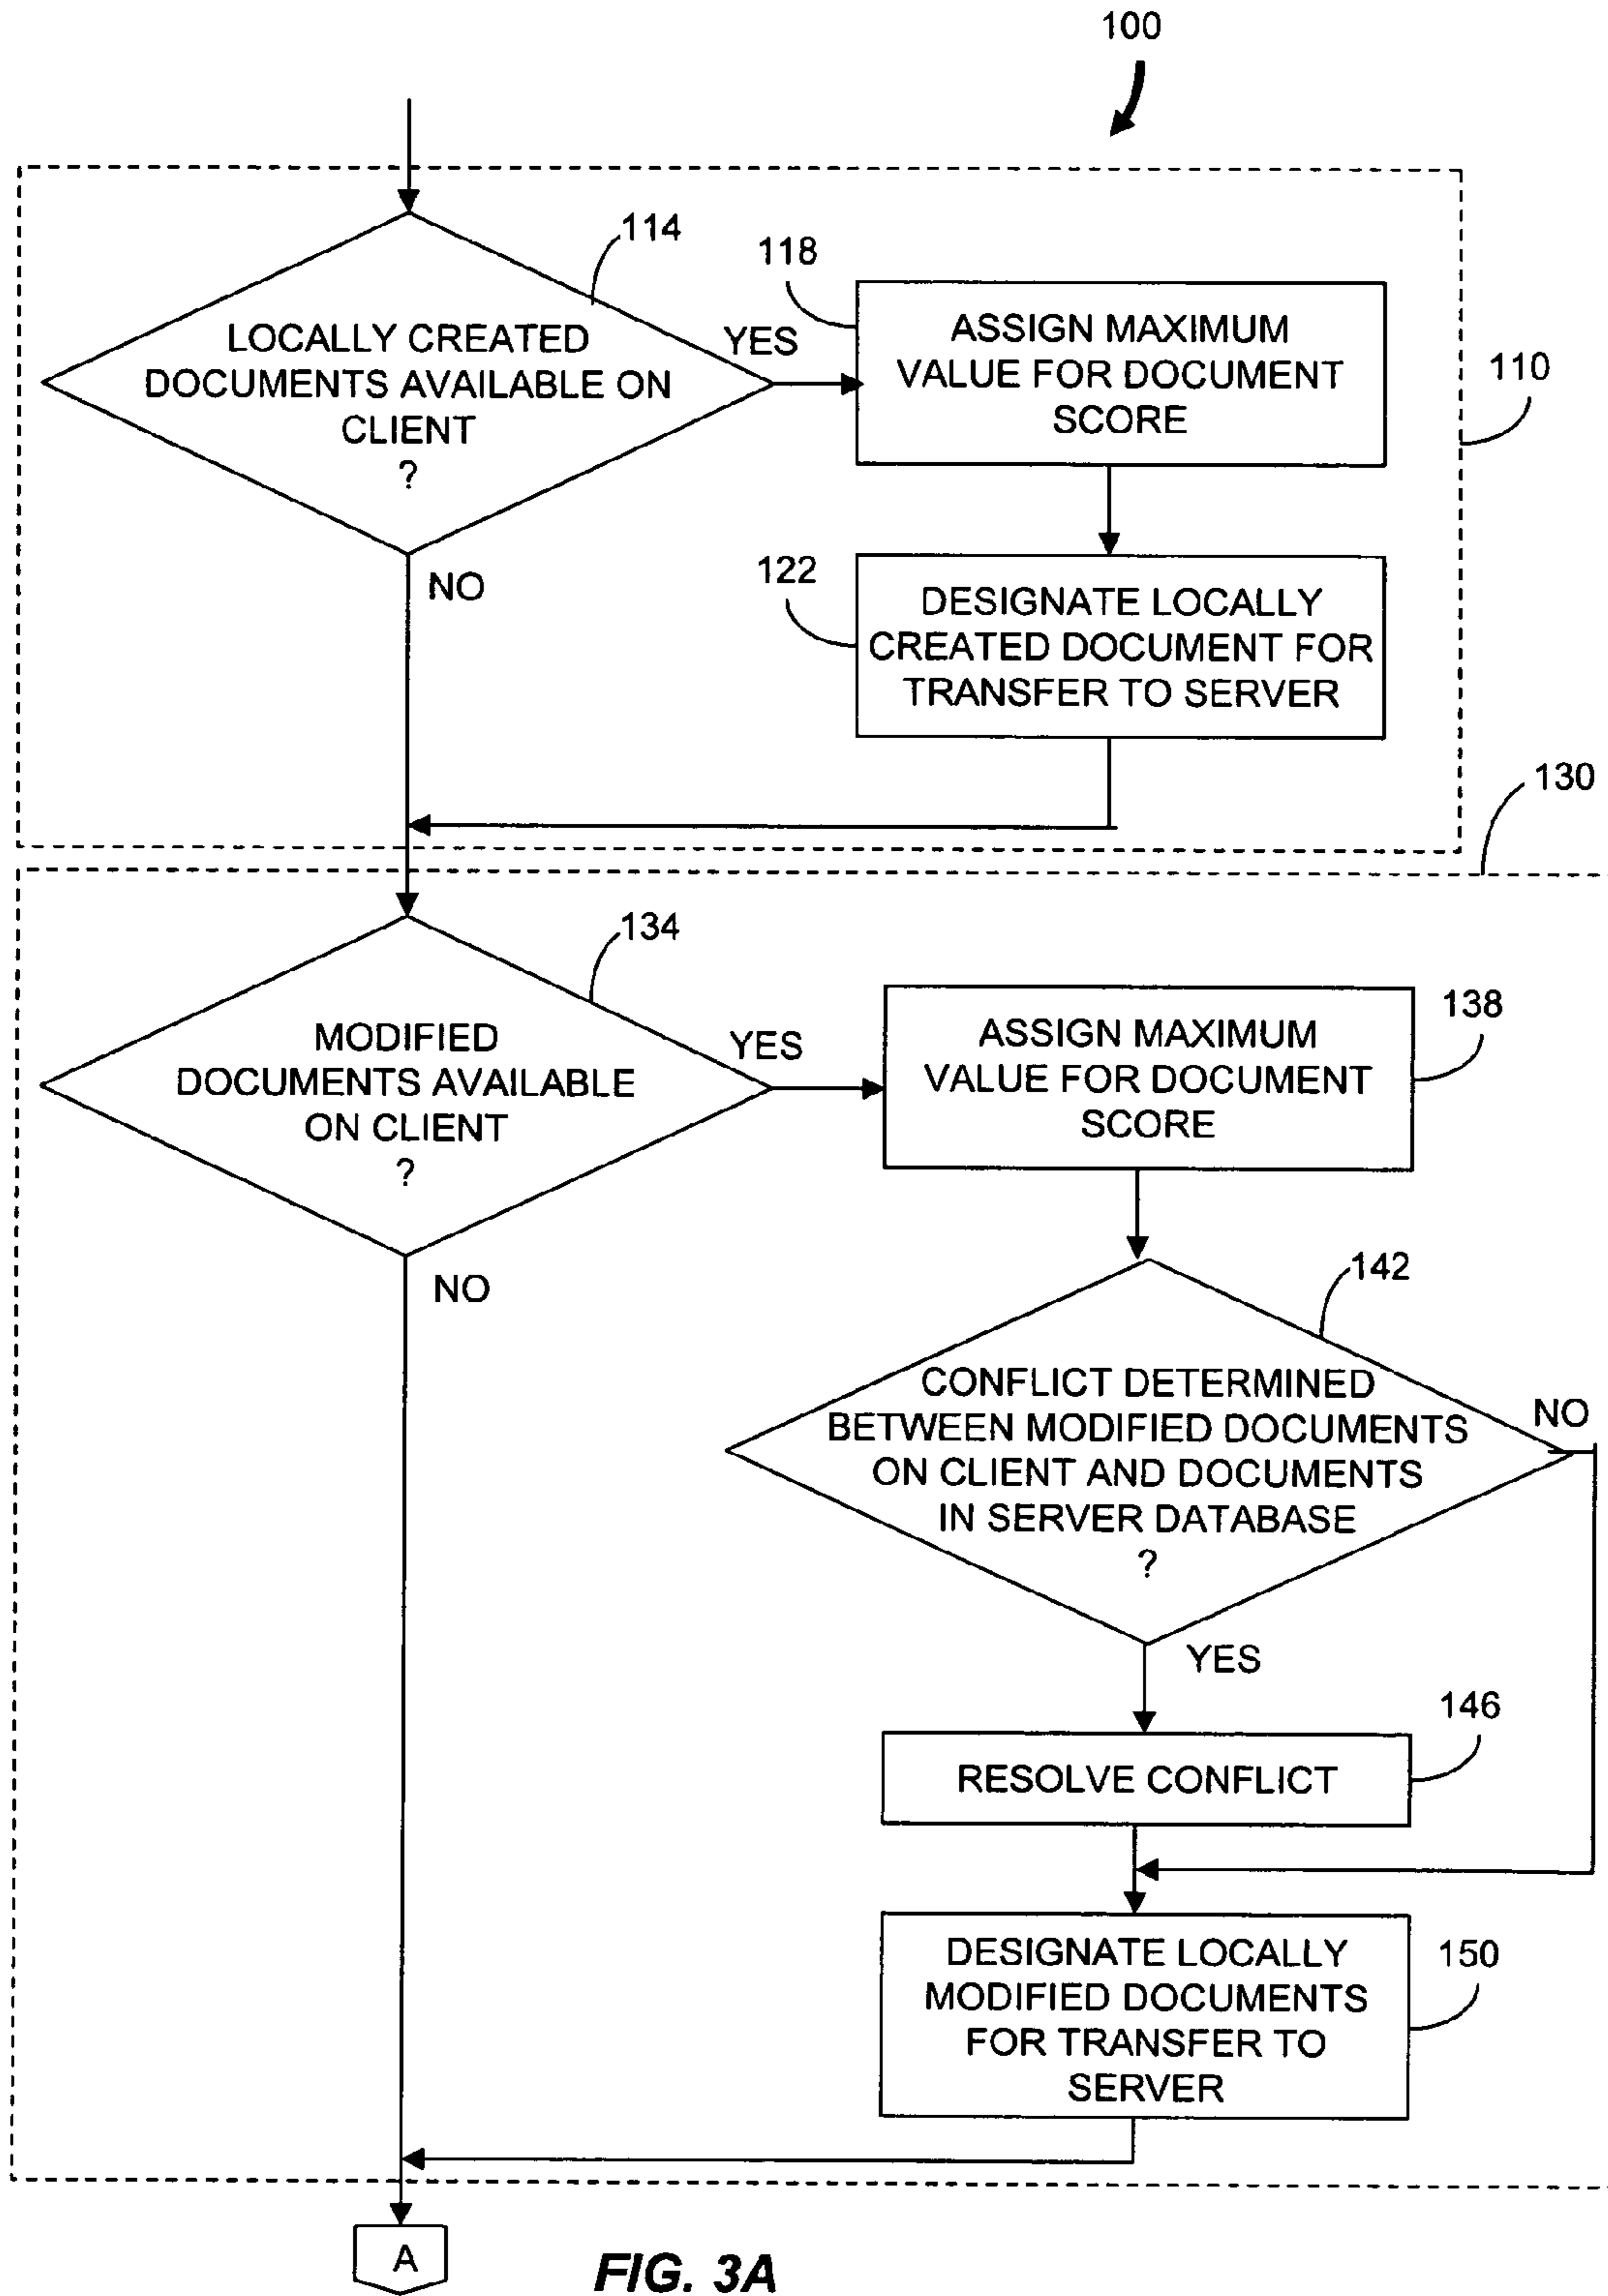 100
114
LOCALLY CREATED
DOCUMENTS AVAILABLE ON
CLIENT
?
YES
NO
118
ASSIGN MAXIMUM
VALUE FOR DOCUMENT
SCORE
110
122
DESIGNATE LOCALLY
CREATED DOCUMENT FOR
TRANSFER TO SERVER
130
134
MODIFIED
DOCUMENTS AVAILABLE
ON CLIENT
?
YES
NO
138
ASSIGN MAXIMUM
VALUE FOR DOCUMENT
SCORE
142
CONFLICT DETERMINED
BETWEEN MODIFIED DOCUMENTS
ON CLIENT AND DOCUMENTS
IN SERVER DATABASE
?
NO
YES
146
RESOLVE CONFLICT
150
DESIGNATE LOCALLY
MODIFIED DOCUMENTS
FOR TRANSFER TO
SERVER
A
FIG. 3A